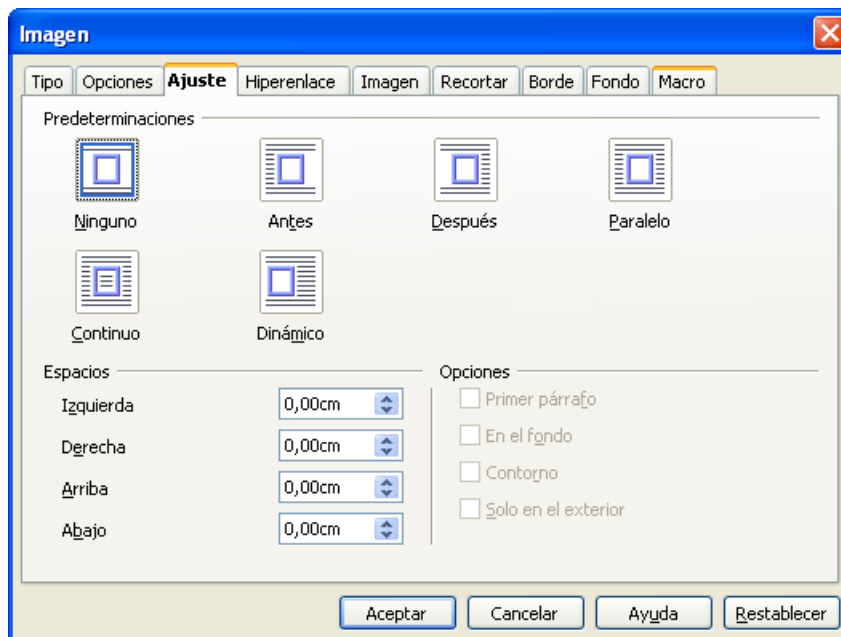 Imagen
Tipo Opciones Ajuste Hiperenlace Imagen Recortar Borde Fondo Macro
Predeterminaciones
Ninguno Antes Después Paralelo
Continuo Dinámico
Espacios Opciones
Izquierda 0,00cm Primer párrafo
Derecha 0,00cm En el fondo
Arriba 0,00cm Contorno
Abajo 0,00cm Solo en el exterior
Aceptar Cancelar Ayuda Restablecer